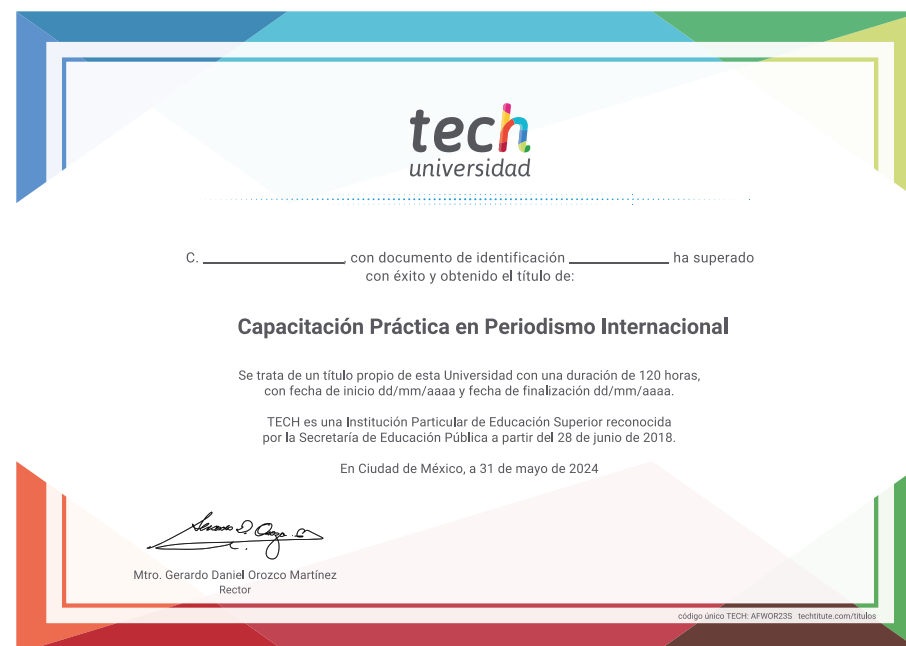 tech
universidad
C. ____________________, con documento de identificación ______________ ha superado
con éxito y obtenido el título de:
Capacitación Práctica en Periodismo Internacional
Se trata de un título propio de esta Universidad con una duración de 120 horas,
con fecha de inicio dd/mm/aaaa y fecha de finalización dd/mm/aaaa.
TECH es una Institución Particular de Educación Superior reconocida
por la Secretaría de Educación Pública a partir del 28 de junio de 2018.
En Ciudad de México, a 31 de mayo de 2024
Mtro. Gerardo Daniel Orozco Martínez
Rector
código único TECH: AFWOR23S techtitute.com/titulos